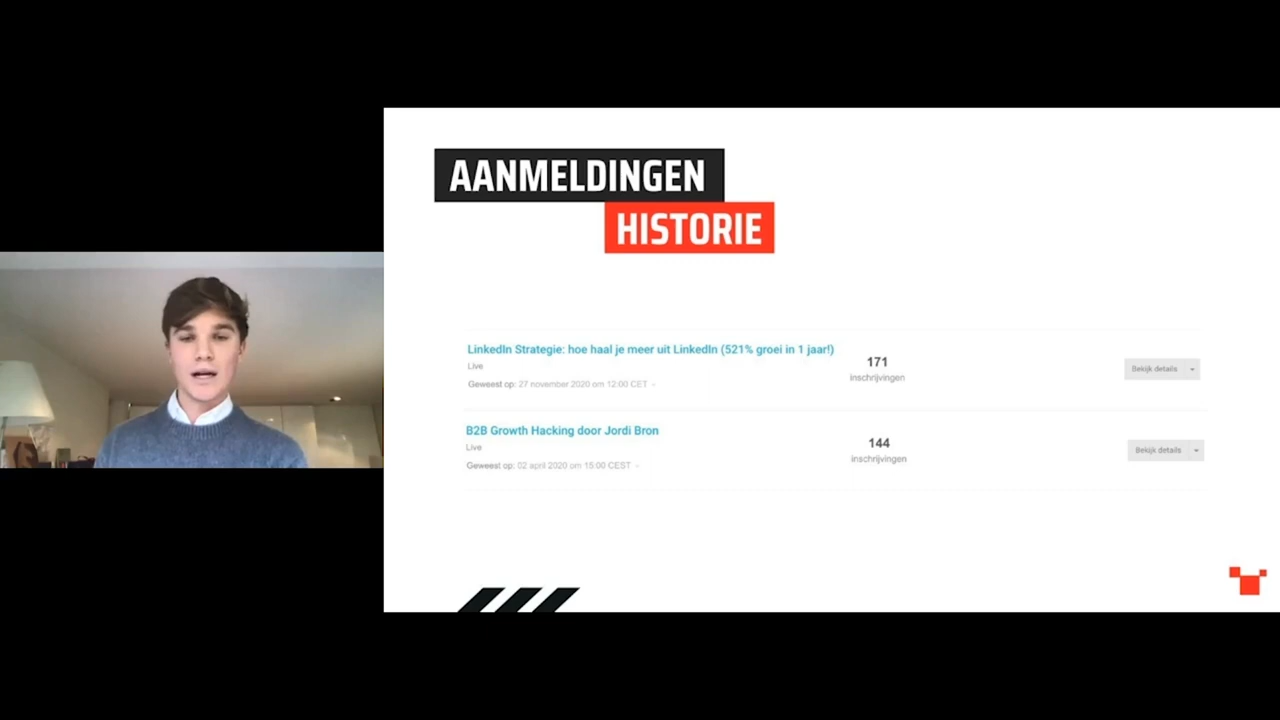 AANMELDINGEN
HISTORIE
LinkedIn Strategie: hoe haal je meer uit LinkedIn (521% groei in 1 jaar!)
Live
Geweest op: 27 november 2020 om 12:00 CET
171
inschrijvingen
Bekijk details
B2B Growth Hacking door Jordi Bron
Live
Geweest op: 02 april 2020 om 15:00 CEST
144
inschrijvingen
Bekijk details